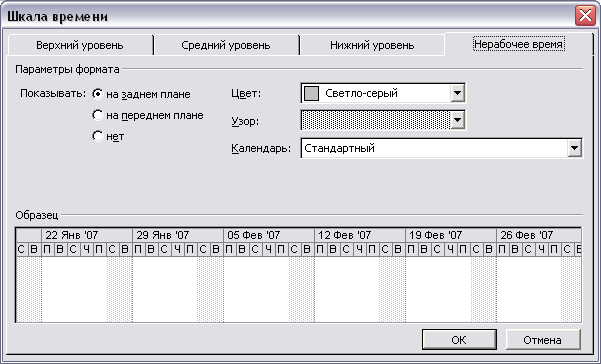 Шкала времени
Верхний уровень Средний уровень Нижний уровень Нерабочее время
Параметры формата
Показывать: на заднем плане Цвет: Светло-серый
на переднем плане Узор:
нет Календарь: Стандартный
Образец
22 Янв '07 29 Янв '07 05 Фев '07 12 Фев '07 19 Фев '07 26 Фев '07
С В П В С Ч П С В П В С Ч П С В П В С Ч П С В П В С Ч П С В П В С Ч П С В П В С Ч П С В
OK Отмена